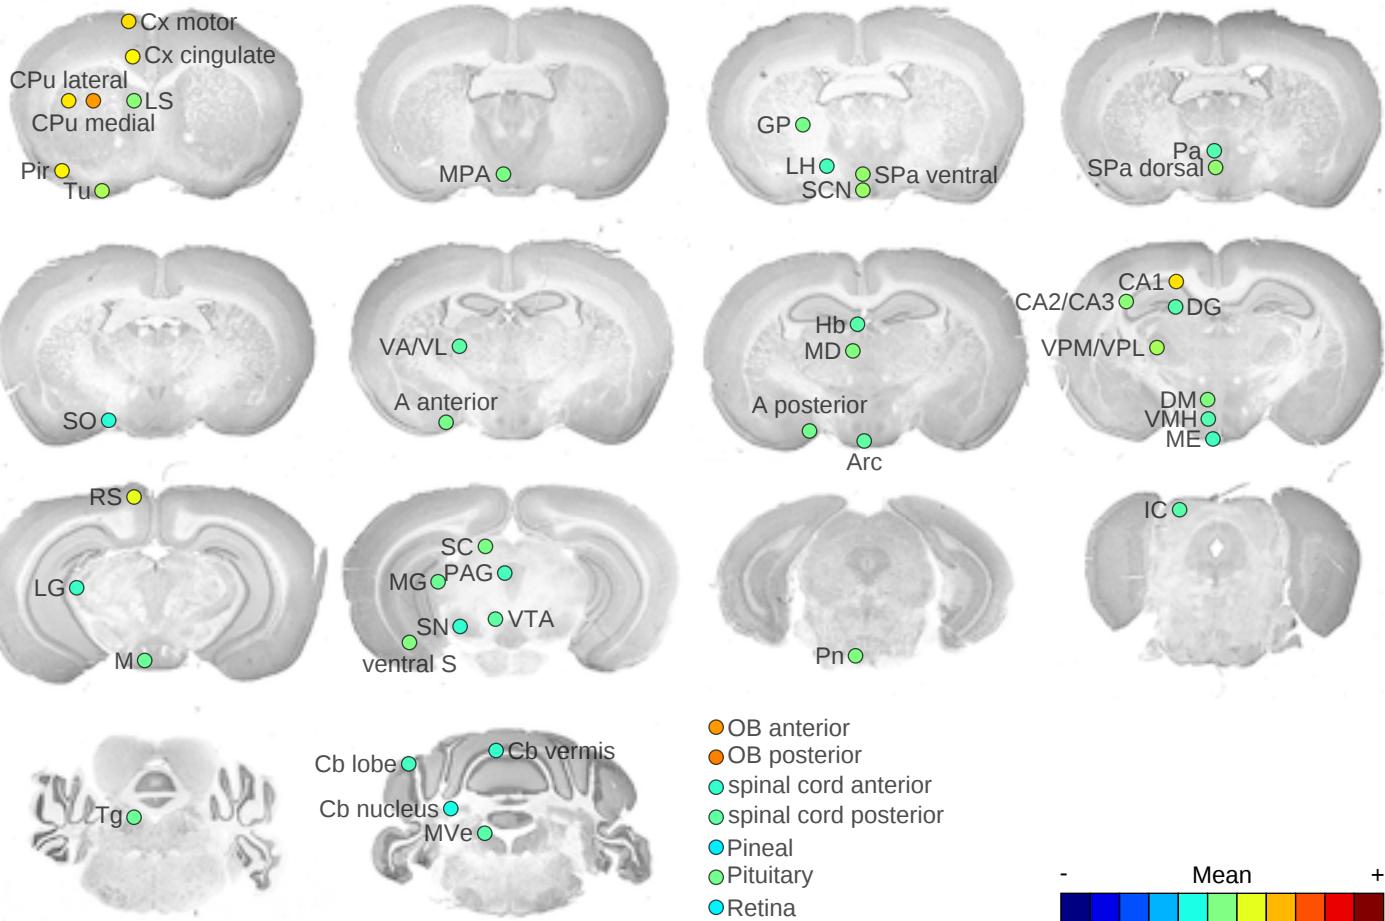 Cx motor
Cx cingulate
CPu lateral
LS
CPu medial
Pir
Tu
MPA
GP
LH
SPa ventral
SCN
Pa
SPa dorsal
SO
VA/VL
A anterior
Hb
MD
A posterior
Arc
CA1
CA2/CA3
DG
VPM/VPL
DM
VMH
ME
RS
LG
M
SC
MG
PAG
SN
VTA
ventral S
Pn
IC
Tg
Cb lobe
Cb vermis
Cb nucleus
MVe
OB anterior
OB posterior
spinal cord anterior
spinal cord posterior
Pineal
Pituitary
Retina
- Mean +